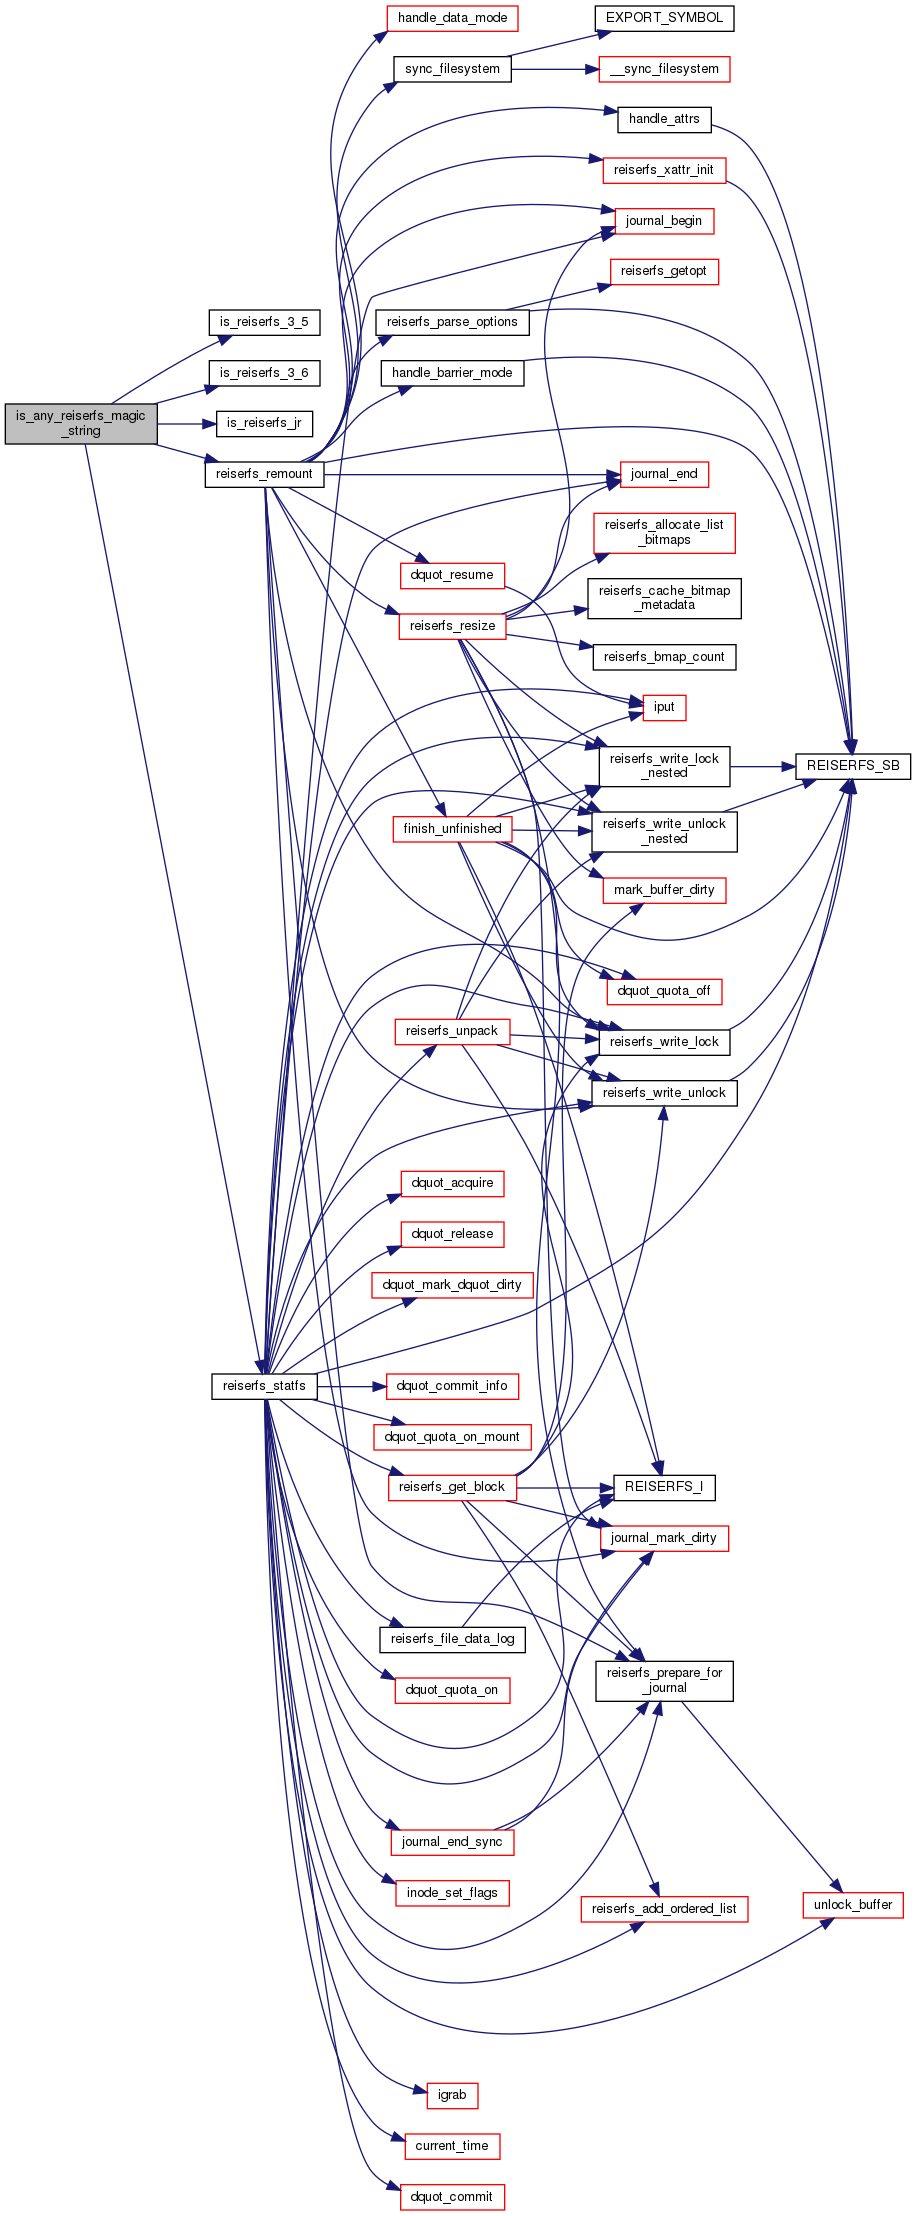 handle_data_mode
EXPORT_SYMBOL
sync_filesystem
__sync_filesystem
handle_attrs
reiserfs_xattr_init
journal_begin
reiserfs_getopt
is_reiserfs_3_5
reiserfs_parse_options
is_reiserfs_3_6
handle_barrier_mode
is_any_reiserfs_magic
_string
is_reiserfs_jr
reiserfs_remount
journal_end
reiserfs_allocate_list
_bitmaps
dquot_resume
reiserfs_cache_bitmap
_metadata
reiserfs_resize
reiserfs_bmap_count
iput
reiserfs_write_lock
_nested
REISERFS_SB
finish_unfinished
reiserfs_write_unlock
_nested
mark_buffer_dirty
dquot_quota_off
reiserfs_unpack
reiserfs_write_lock
reiserfs_write_unlock
dquot_acquire
dquot_release
dquot_mark_dquot_dirty
reiserfs_statfs
dquot_commit_info
dquot_quota_on_mount
reiserfs_get_block
REISERFS_I
journal_mark_dirty
reiserfs_file_data_log
reiserfs_prepare_for
_journal
dquot_quota_on
journal_end_sync
inode_set_flags
reiserfs_add_ordered_list
unlock_buffer
igrab
current_time
dquot_commit